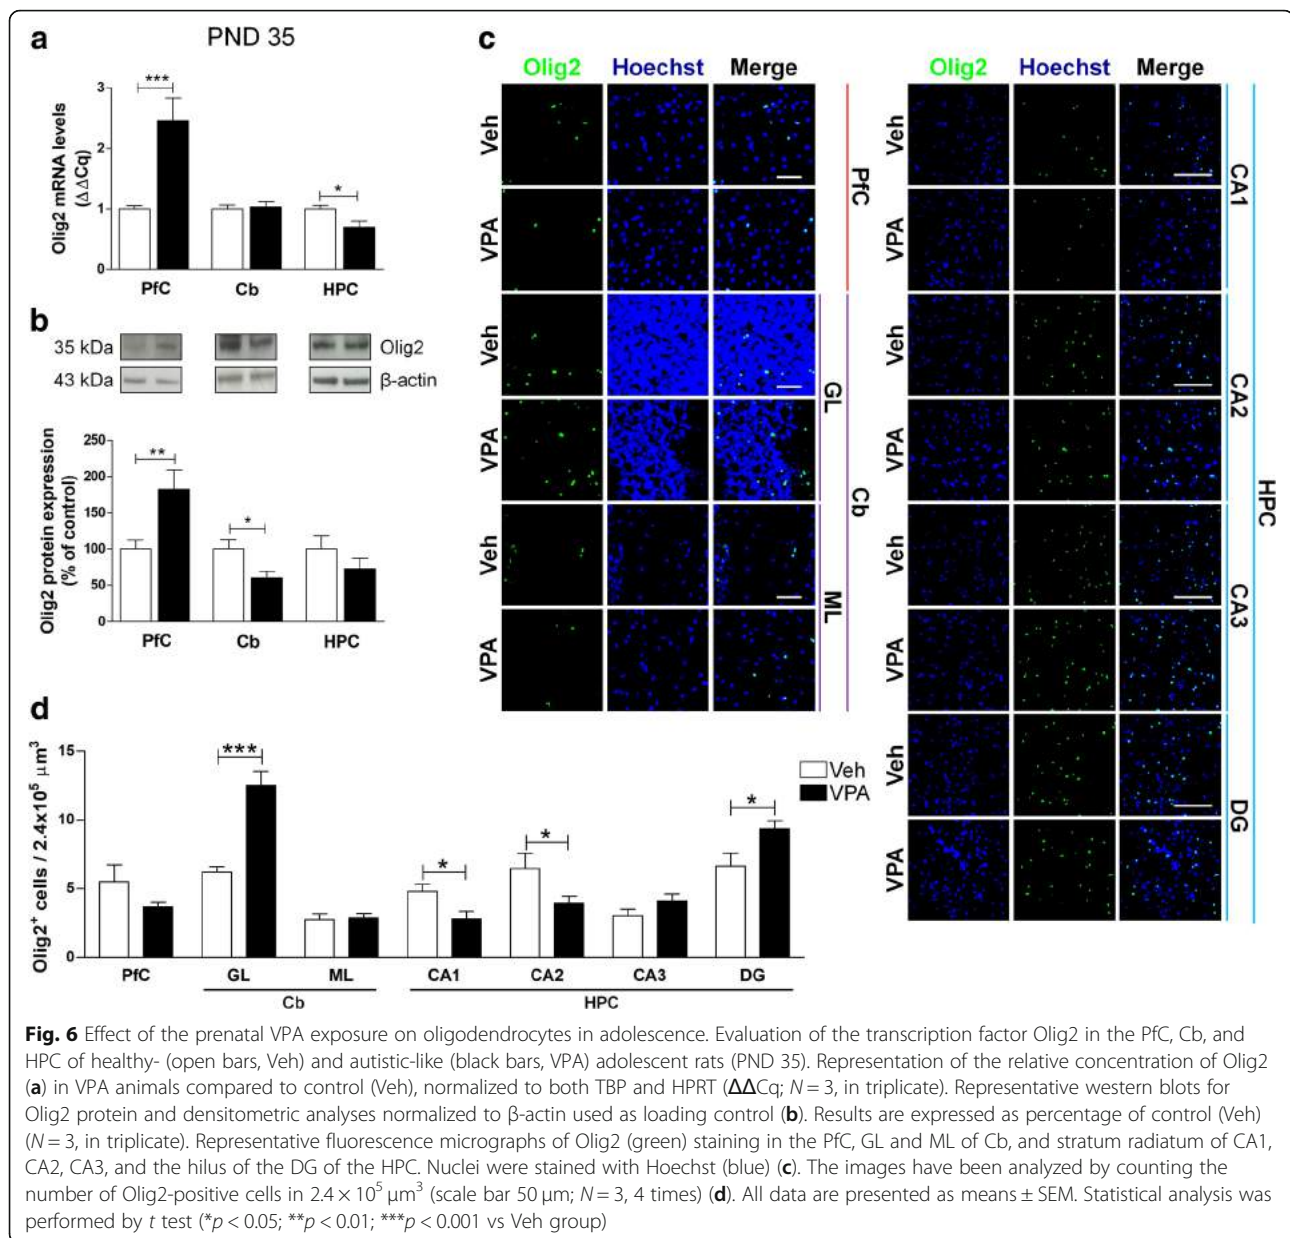 a
PND 35
Olig2 mRNA levels
(ΔΔCq)
3
2
1
0
***
*
PfC Cb HPC
b
35 kDa
Olig2
43 kDa
β-actin
Olig2 protein expression
(% of control)
250
200
150
100
50
0
**
*
PfC Cb HPC
c
Olig2 Hoechst Merge
Veh
VPA
PfC
Veh
VPA
GL
Veh
VPA
ML
Cb
Olig2 Hoechst Merge
Veh
VPA
CA1
Veh
VPA
CA2
Veh
VPA
CA3
Veh
VPA
DG
HPC
d
Olig2⁺ cells / 2.4x10⁵ µm³
15
10
5
0
***
*
*
*
Veh
VPA
PfC GL ML CA1 CA2 CA3 DG
Cb HPC
Fig. 6 Effect of the prenatal VPA exposure on oligodendrocytes in adolescence. Evaluation of the transcription factor Olig2 in the PfC, Cb, and
HPC of healthy- (open bars, Veh) and autistic-like (black bars, VPA) adolescent rats (PND 35). Representation of the relative concentration of Olig2
(a) in VPA animals compared to control (Veh), normalized to both TBP and HPRT (ΔΔCq; N = 3, in triplicate). Representative western blots for
Olig2 protein and densitometric analyses normalized to β-actin used as loading control (b). Results are expressed as percentage of control (Veh)
(N = 3, in triplicate). Representative fluorescence micrographs of Olig2 (green) staining in the PfC, GL and ML of Cb, and stratum radiatum of CA1,
CA2, CA3, and the hilus of the DG of the HPC. Nuclei were stained with Hoechst (blue) (c). The images have been analyzed by counting the
number of Olig2-positive cells in 2.4 × 10⁵ µm³ (scale bar 50 µm; N = 3, 4 times) (d). All data are presented as means ± SEM. Statistical analysis was
performed by t test (*p < 0.05; **p < 0.01; ***p < 0.001 vs Veh group)